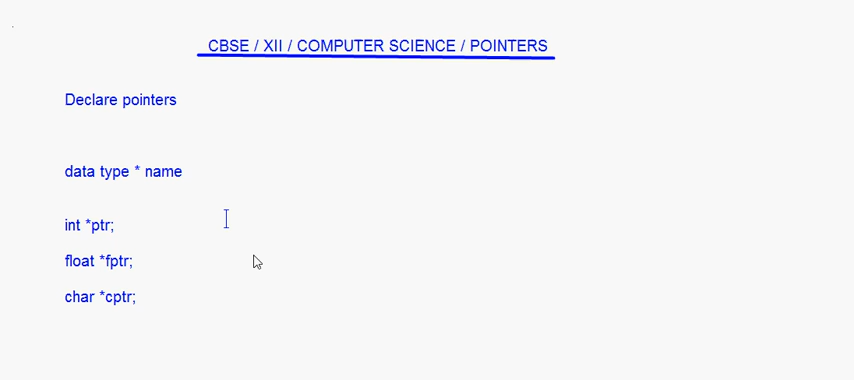 CBSE / XII / COMPUTER SCIENCE / POINTERS
Declare pointers
data type * name
int *ptr;
float *fptr;
char *cptr;